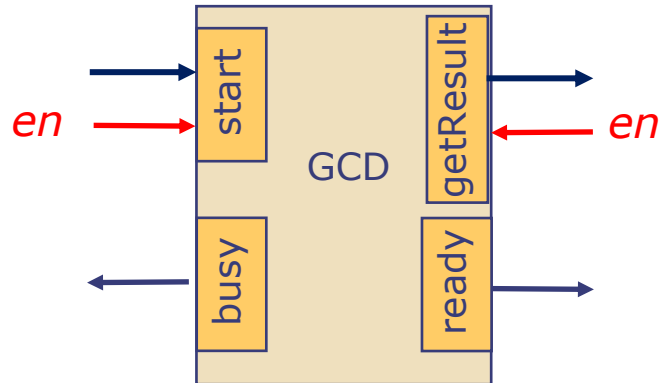 start
getResult
en
en
GCD
busy
ready